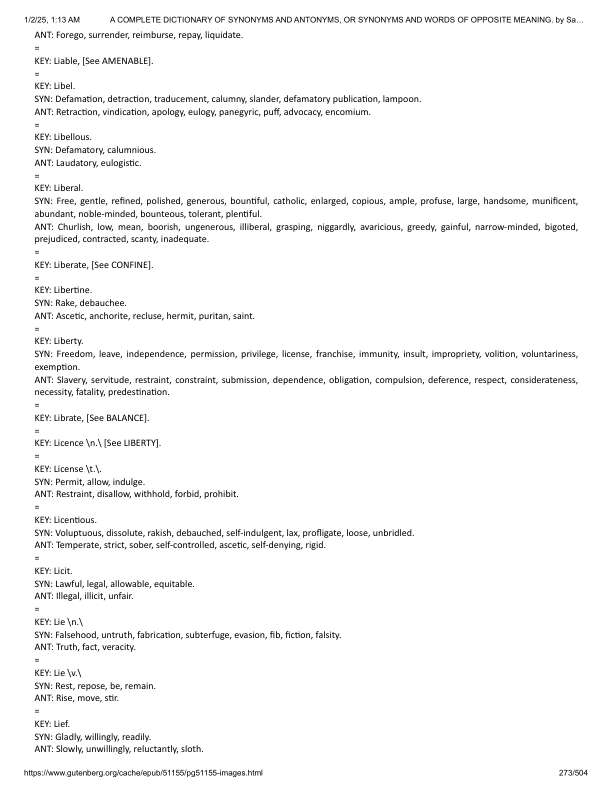 1/2/25, 1:13 AM A COMPLETE DICTIONARY OF SYNONYMS AND ANTONYMS, OR SYNONYMS AND WORDS OF OPPOSITE MEANING. by Sa…
ANT: Forego, surrender, reimburse, repay, liquidate.
=
KEY: Liable, [See AMENABLE].
=
KEY: Libel.
SYN: Defamation, detraction, traducement, calumny, slander, defamatory publication, lampoon.
ANT: Retraction, vindication, apology, eulogy, panegyric, puff, advocacy, encomium.
=
KEY: Libellous.
SYN: Defamatory, calumnious.
ANT: Laudatory, eulogistic.
=
KEY: Liberal.
SYN: Free, gentle, refined, polished, generous, bountiful, catholic, enlarged, copious, ample, profuse, large, handsome, munificent,
abundant, noble-minded, bounteous, tolerant, plentiful.
ANT: Churlish, low, mean, boorish, ungenerous, illiberal, grasping, niggardly, avaricious, greedy, gainful, narrow-minded, bigoted,
prejudiced, contracted, scanty, inadequate.
=
KEY: Liberate, [See CONFINE].
=
KEY: Libertine.
SYN: Rake, debauchee.
ANT: Ascetic, anchorite, recluse, hermit, puritan, saint.
=
KEY: Liberty.
SYN: Freedom, leave, independence, permission, privilege, license, franchise, immunity, insult, impropriety, volition, voluntariness,
exemption.
ANT: Slavery, servitude, restraint, constraint, submission, dependence, obligation, compulsion, deference, respect, considerateness,
necessity, fatality, predestination.
=
KEY: Librate, [See BALANCE].
=
KEY: Licence \n.\ [See LIBERTY].
=
KEY: License \t.\.
SYN: Permit, allow, indulge.
ANT: Restraint, disallow, withhold, forbid, prohibit.
=
KEY: Licentious.
SYN: Voluptuous, dissolute, rakish, debauched, self-indulgent, lax, profligate, loose, unbridled.
ANT: Temperate, strict, sober, self-controlled, ascetic, self-denying, rigid.
=
KEY: Licit.
SYN: Lawful, legal, allowable, equitable.
ANT: Illegal, illicit, unfair.
=
KEY: Lie \n.\
SYN: Falsehood, untruth, fabrication, subterfuge, evasion, fib, fiction, falsity.
ANT: Truth, fact, veracity.
=
KEY: Lie \v.\
SYN: Rest, repose, be, remain.
ANT: Rise, move, stir.
=
KEY: Lief.
SYN: Gladly, willingly, readily.
ANT: Slowly, unwillingly, reluctantly, sloth.
https://www.gutenberg.org/cache/epub/51155/pg51155-images.html 273/504